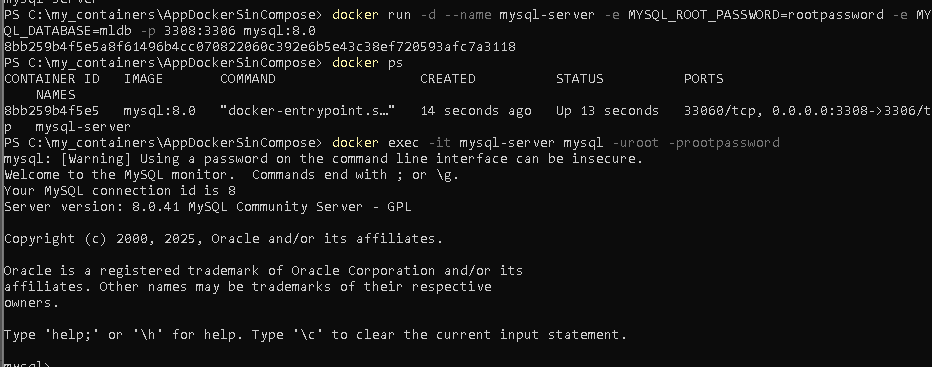 mysql-server
PS C:\my_containers\AppDockerSinCompose> docker run -d --name mysql-server -e MYSQL_ROOT_PASSWORD=rootpassword -e MY
QL_DATABASE=mldb -p 3308:3306 mysql:8.0
8bb259b4f5e5a8f61496b4cc070822060c392e6b5e43c38ef720593afc7a3118
PS C:\my_containers\AppDockerSinCompose> docker ps
CONTAINER ID   IMAGE       COMMAND                  CREATED          STATUS          PORTS
    NAMES
8bb259b4f5e5   mysql:8.0   "docker-entrypoint.s…"   14 seconds ago   Up 13 seconds   33060/tcp, 0.0.0.0:3308->3306/t
p   mysql-server
PS C:\my_containers\AppDockerSinCompose> docker exec -it mysql-server mysql -uroot -prootpassword
mysql: [Warning] Using a password on the command line interface can be insecure.
Welcome to the MySQL monitor.  Commands end with ; or \g.
Your MySQL connection id is 8
Server version: 8.0.41 MySQL Community Server - GPL

Copyright (c) 2000, 2025, Oracle and/or its affiliates.

Oracle is a registered trademark of Oracle Corporation and/or its
affiliates. Other names may be trademarks of their respective
owners.

Type 'help;' or '\h' for help. Type '\c' to clear the current input statement.

mysql>